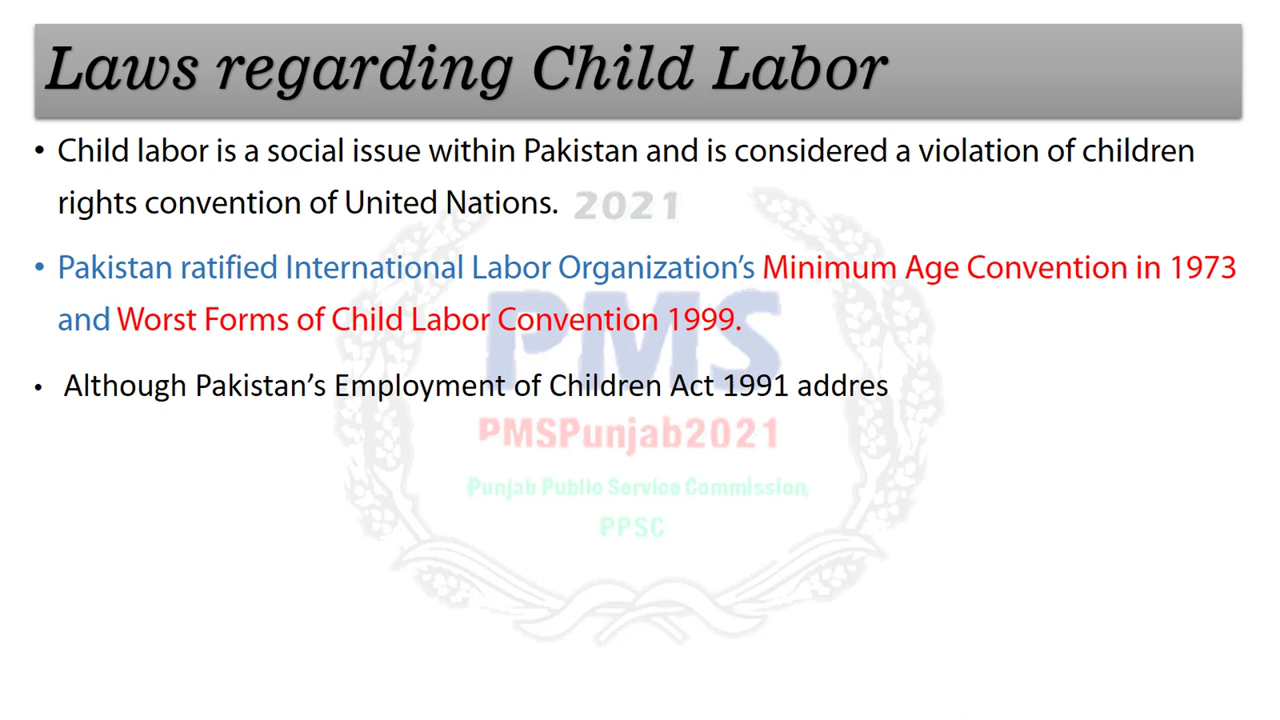 Laws regarding Child Labor
• Child labor is a social issue within Pakistan and is considered a violation of children
rights convention of United Nations.
2021
• Pakistan ratified International Labor Organization’s Minimum Age Convention in 1973
and Worst Forms of Child Labor Convention 1999.
PMS
• Although Pakistan’s Employment of Children Act 1991 addres
PMSPunjab2021
Punjab Public Service Commission
PPSC